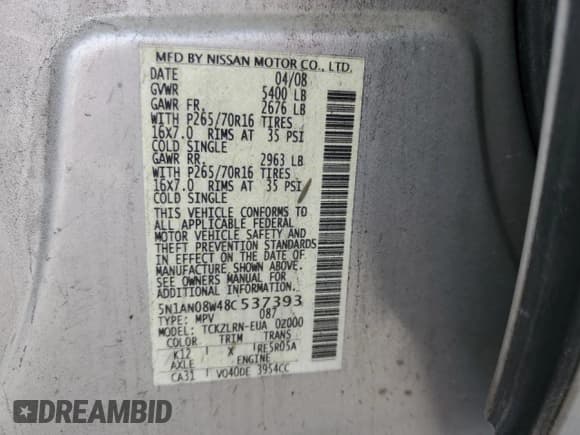 MFD BY NISSAN MOTOR CO., LTD.
DATE 04/08
GVWR 5400 LB
GAWR FR. 2676 LB
WITH P265/70R16 TIRES
16X7.0 RIMS AT 35 PSI
COLD SINGLE
GAWR RR. 2963 LB
WITH P265/70R16 TIRES
16X7.0 RIMS AT 35 PSI
COLD SINGLE
THIS VEHICLE CONFORMS TO
ALL APPLICABLE FEDERAL
MOTOR VEHICLE SAFETY AND
THEFT PREVENTION STANDARDS
IN EFFECT ON THE DATE OF
MANUFACTURE SHOWN ABOVE.
SEE OWNERS MANUAL FOR
ADDITIONAL INFORMATION.
5N1AN08W48C537393
TYPE MPV 087
MODEL TCKZLRN-EUA 02000
COLOR TRIM TRANS
K12 X RE5R05A
AXLE ENGINE
CA31 VQ40DE 3954CC
DREAMBID